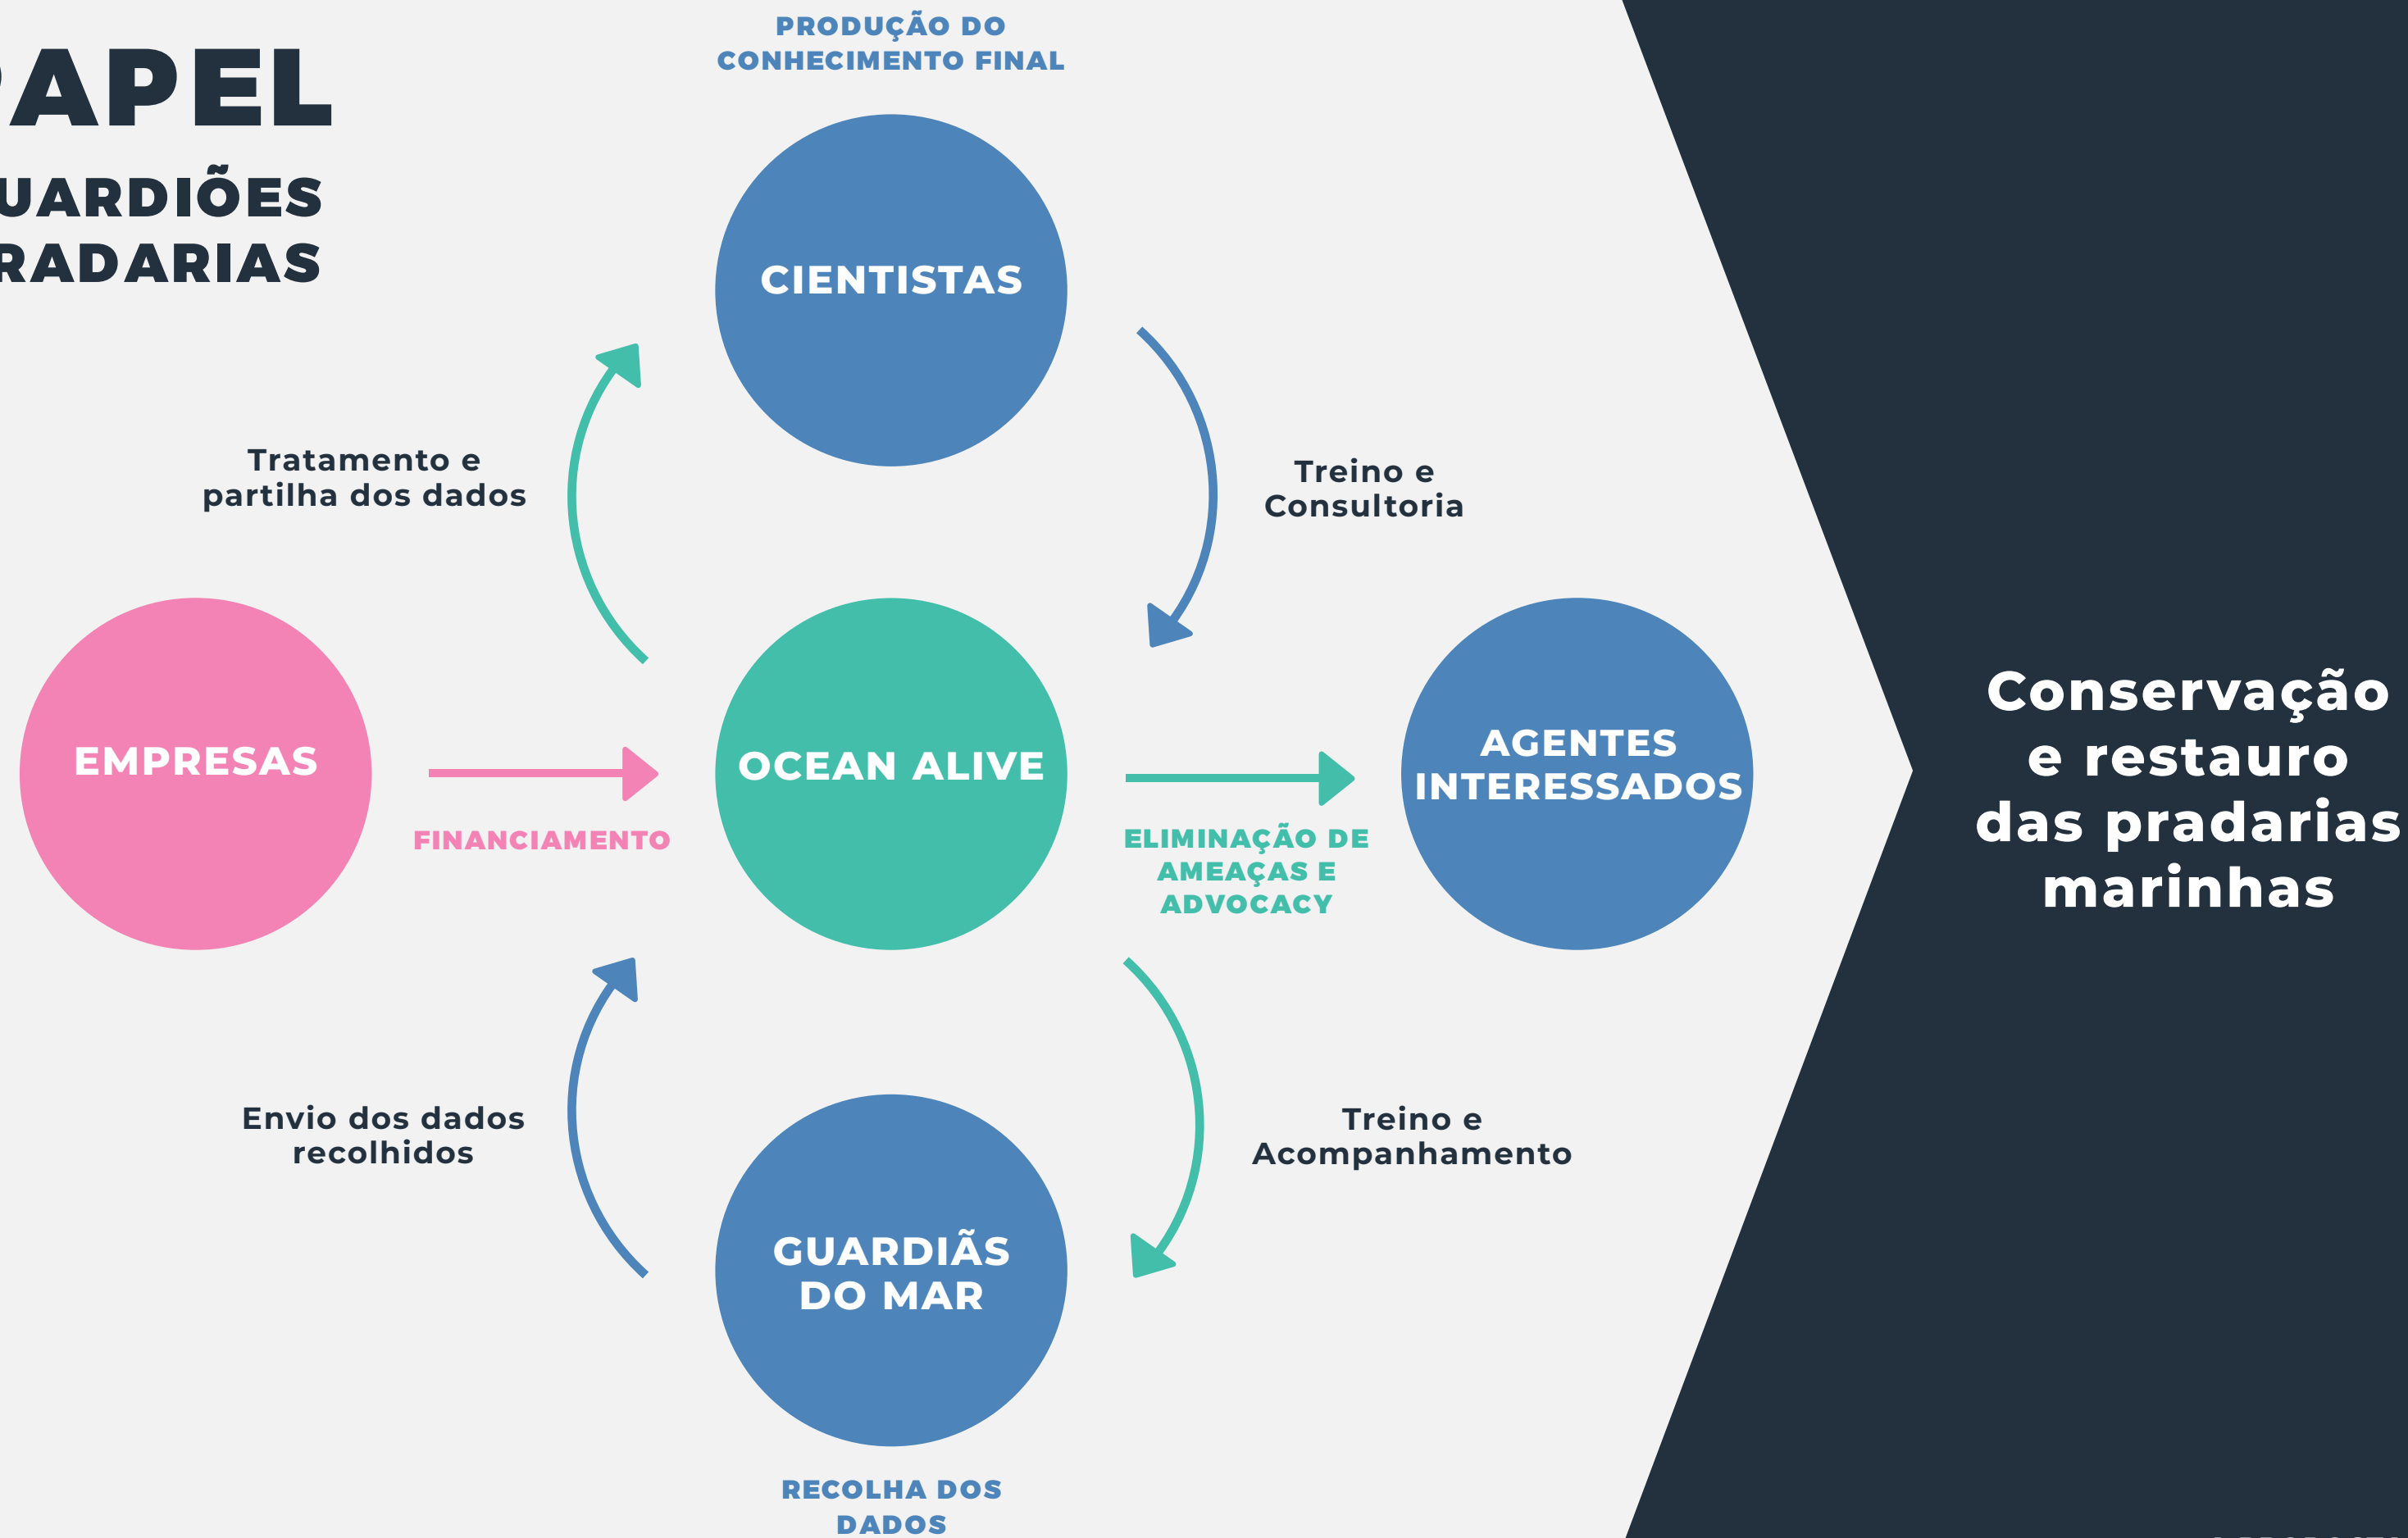 PAPEL
UARDIÕES
RADARIAS
PRODUÇÃO DO
CONHECIMENTO FINAL
CIENTISTAS
Tratamento e
partilha dos dados
Treino e
Consultoria
EMPRESAS
FINANCIAMENTO
OCEAN ALIVE
ELIMINAÇÃO DE
AMEAÇAS E
ADVOCACY
AGENTES
INTERESSADOS
Conservação
e restauro
das pradarias
marinhas
Envio dos dados
recolhidos
Treino e
Acompanhamento
GUARDIÃS
DO MAR
RECOLHA DOS
DADOS